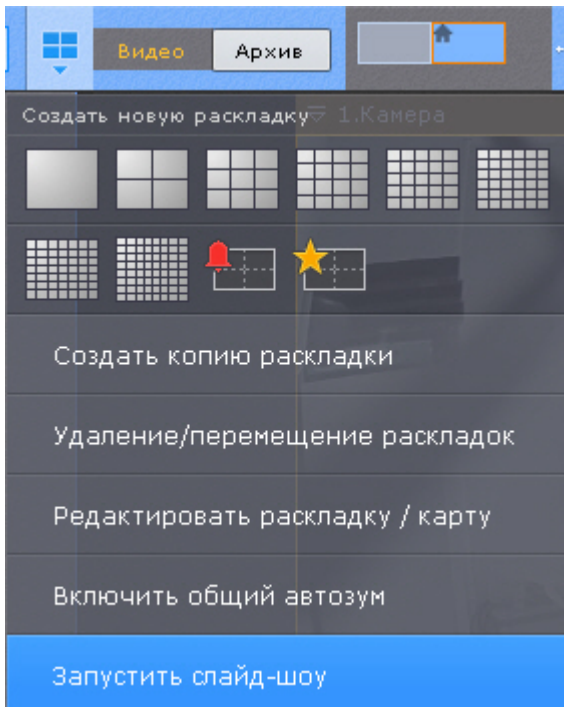 Видео Архив
Создать новую раскладку 1.Камера
Создать копию раскладки
Удаление/перемещение раскладок
Редактировать раскладку / карту
Включить общий автозум
Запустить слайд-шоу